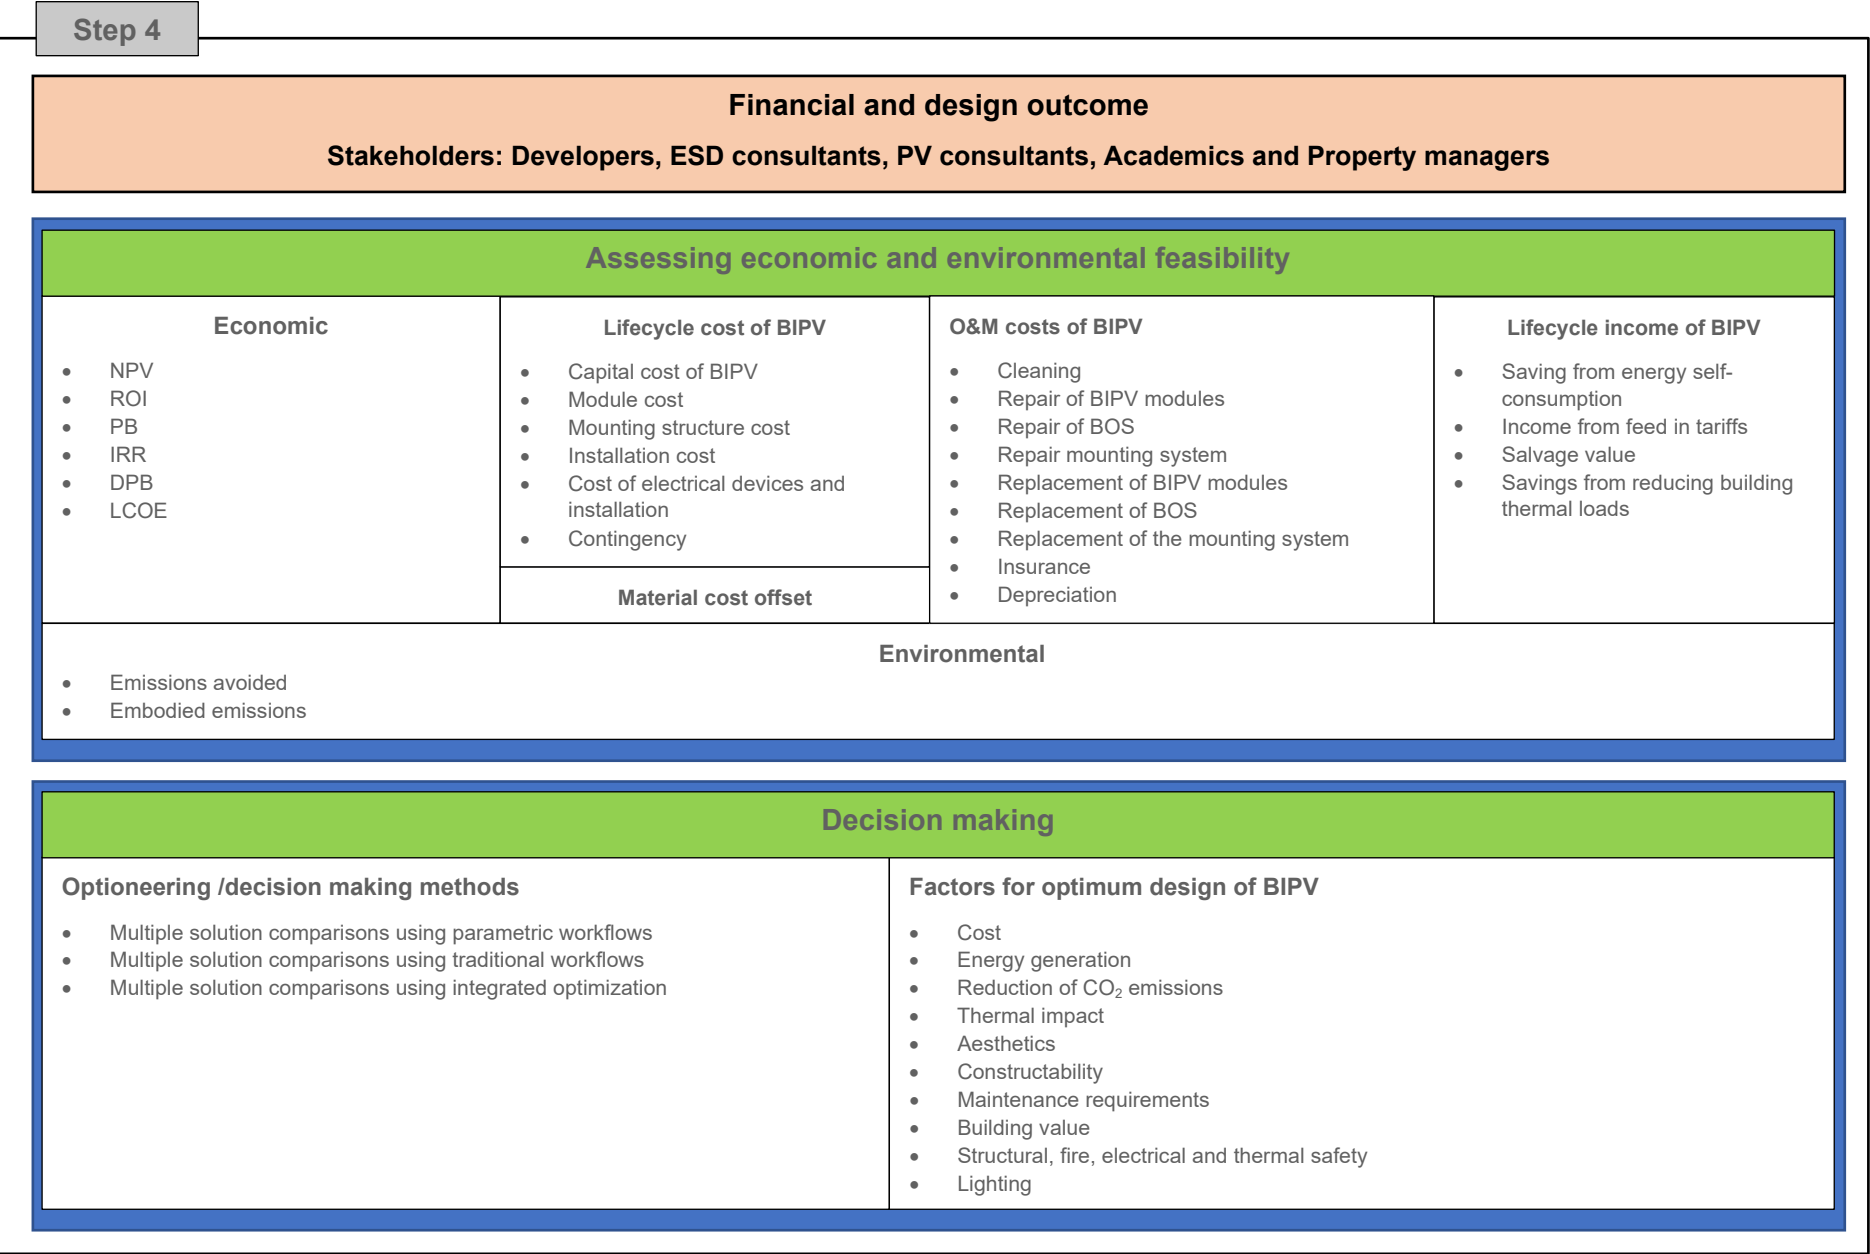 Step 4
Financial and design outcome
Stakeholders: Developers, ESD consultants, PV consultants, Academics and Property managers
Assessing economic and environmental feasibility
Economic
• NPV
• ROI
• PB
• IRR
• DPB
• LCOE
Lifecycle cost of BIPV
• Capital cost of BIPV
• Module cost
• Mounting structure cost
• Installation cost
• Cost of electrical devices and
installation
• Contingency
Material cost offset
O&M costs of BIPV
• Cleaning
• Repair of BIPV modules
• Repair of BOS
• Repair mounting system
• Replacement of BIPV modules
• Replacement of BOS
• Replacement of the mounting system
• Insurance
• Depreciation
Lifecycle income of BIPV
• Saving from energy self-
consumption
• Income from feed in tariffs
• Salvage value
• Savings from reducing building
thermal loads
Environmental
• Emissions avoided
• Embodied emissions
Decision making
Optioneering /decision making methods
• Multiple solution comparisons using parametric workflows
• Multiple solution comparisons using traditional workflows
• Multiple solution comparisons using integrated optimization
Factors for optimum design of BIPV
• Cost
• Energy generation
• Reduction of CO₂ emissions
• Thermal impact
• Aesthetics
• Constructability
• Maintenance requirements
• Building value
• Structural, fire, electrical and thermal safety
• Lighting